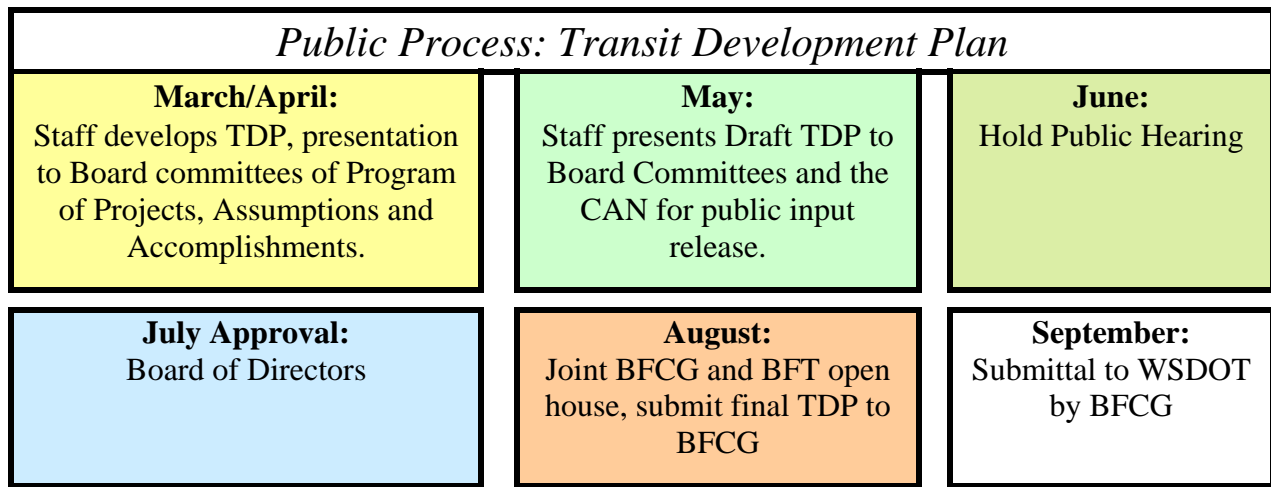 Public Process: Transit Development Plan
March/April:
Staff develops TDP, presentation
to Board committees of Program
of Projects, Assumptions and
Accomplishments.
May:
Staff presents Draft TDP to
Board Committees and the
CAN for public input
release.
June:
Hold Public Hearing
July Approval:
Board of Directors
August:
Joint BFCG and BFT open
house, submit final TDP to
BFCG
September:
Submittal to WSDOT
by BFCG